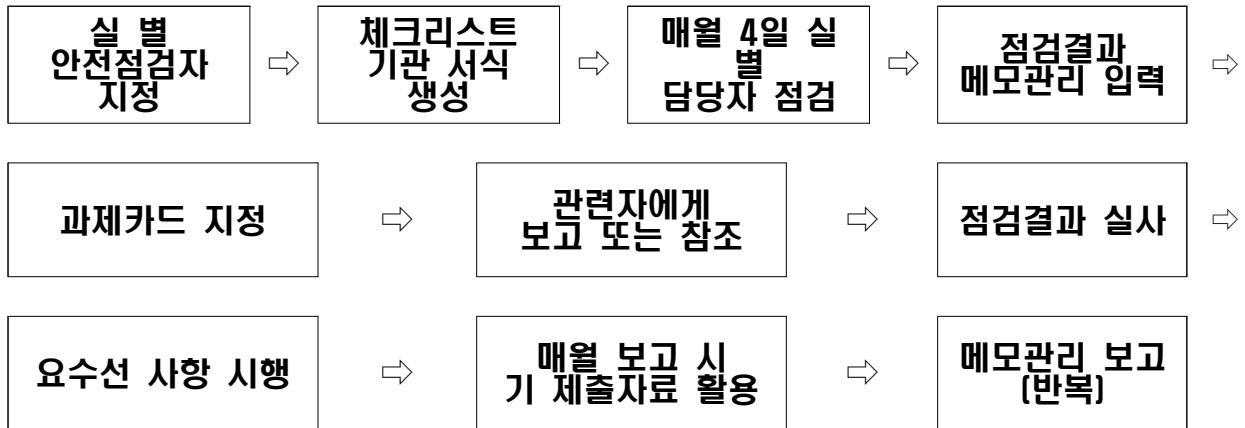 실 별
안전점검자
지정
⇨
체크리스트
기관 서식
생성
⇨
매월 4일 실
별
담당자 점검
⇨
점검결과
메모관리 입력
⇨
과제카드 지정
⇨
관련자에게
보고 또는 참조
⇨
점검결과 실사
⇨
요수선 사항 시행
⇨
매월 보고 시
기 제출자료 활용
⇨
메모관리 보고
(반복)